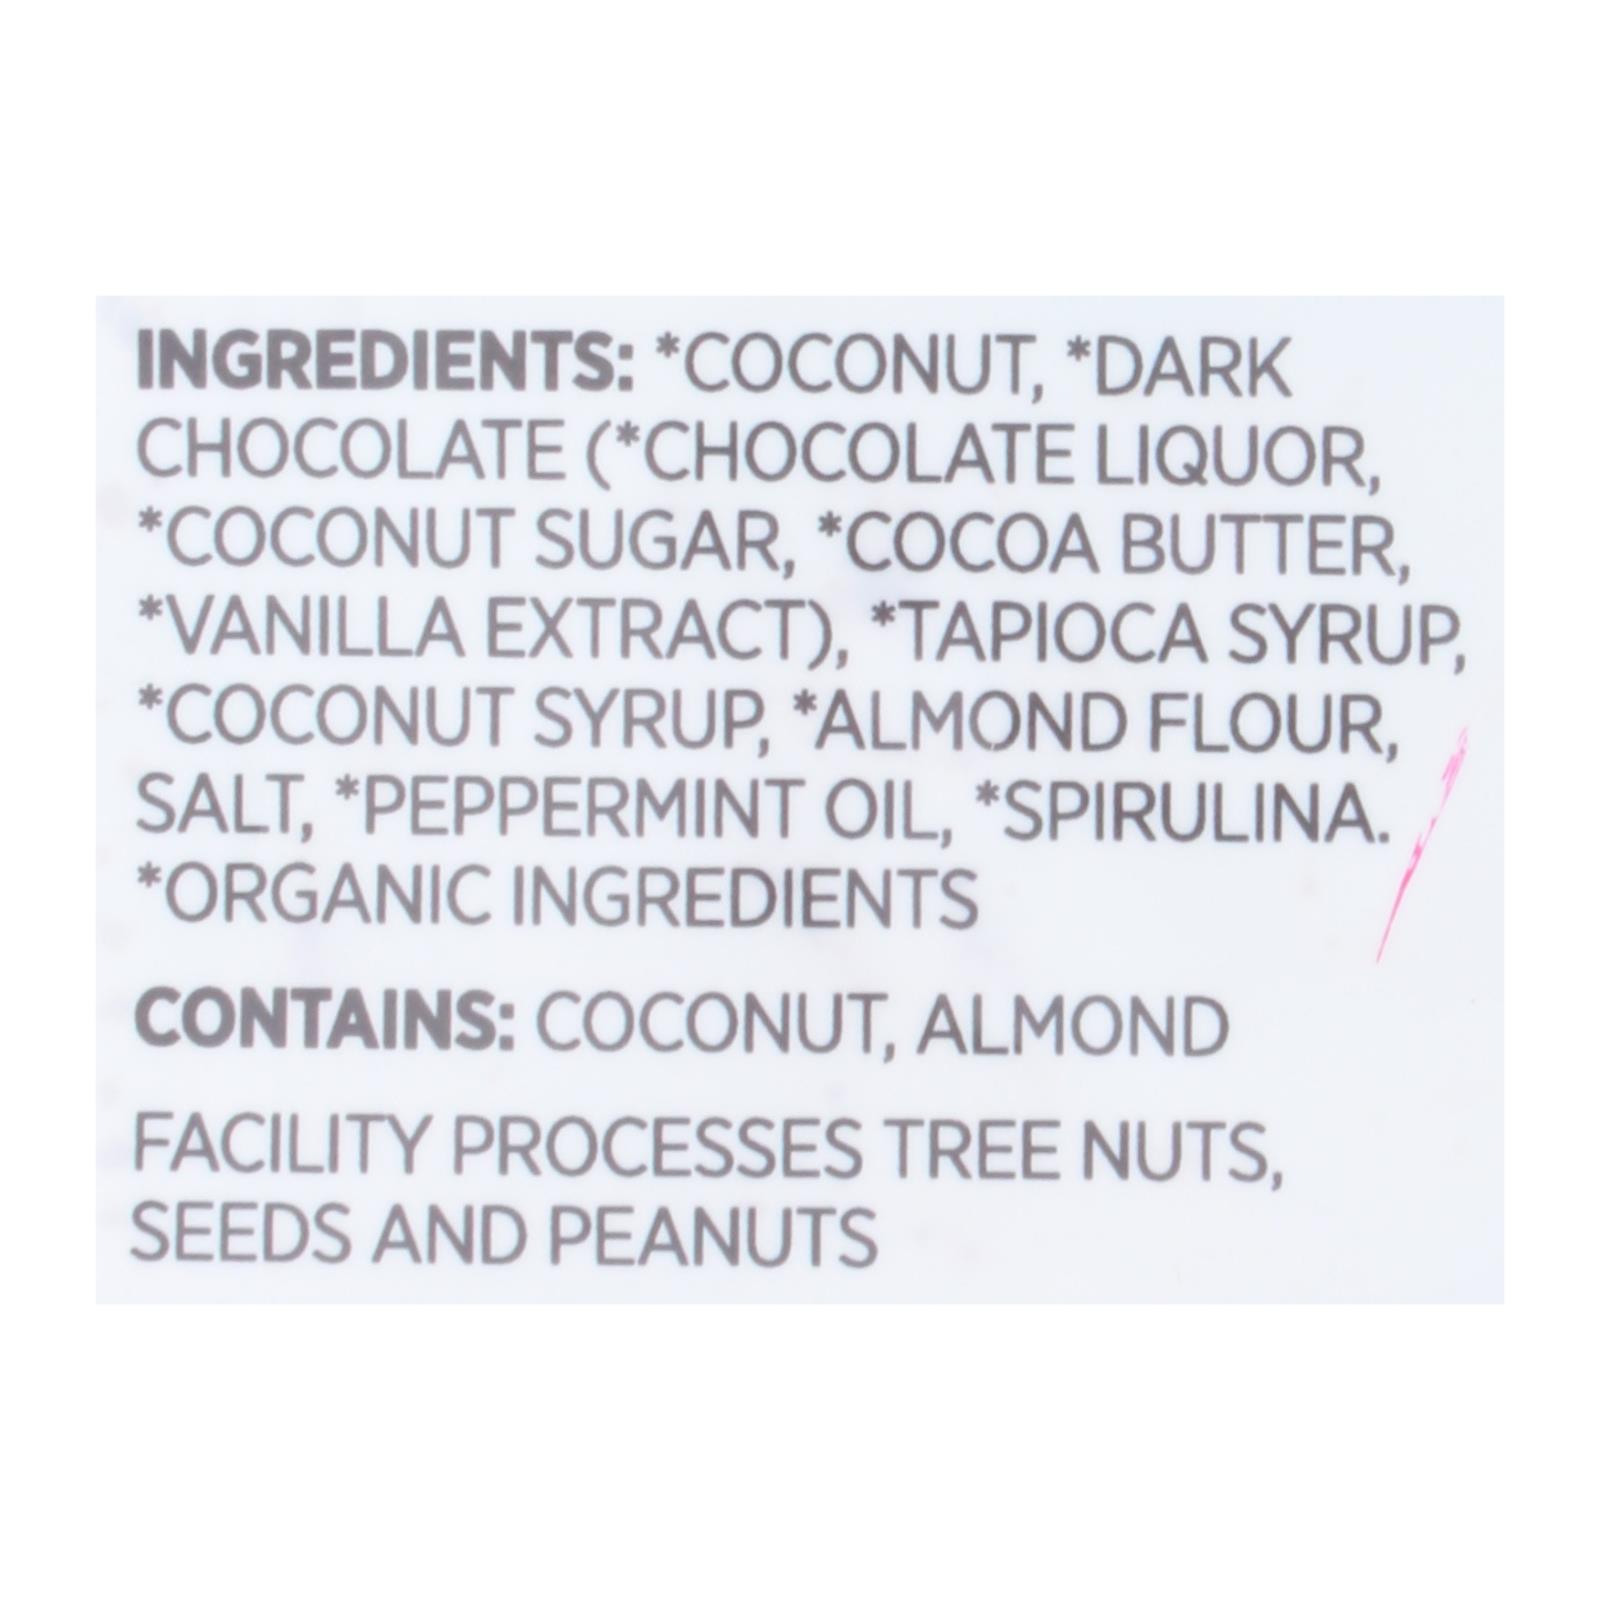 INGREDIENTS: *COCONUT, *DARK
CHOCOLATE (*CHOCOLATE LIQUOR,
*COCONUT SUGAR, *COCOA BUTTER,
*VANILLA EXTRACT), *TAPIOCA SYRUP,
*COCONUT SYRUP, *ALMOND FLOUR,
SALT, *PEPPERMINT OIL, *SPIRULINA.
*ORGANIC INGREDIENTS
CONTAINS: COCONUT, ALMOND
FACILITY PROCESSES TREE NUTS,
SEEDS AND PEANUTS